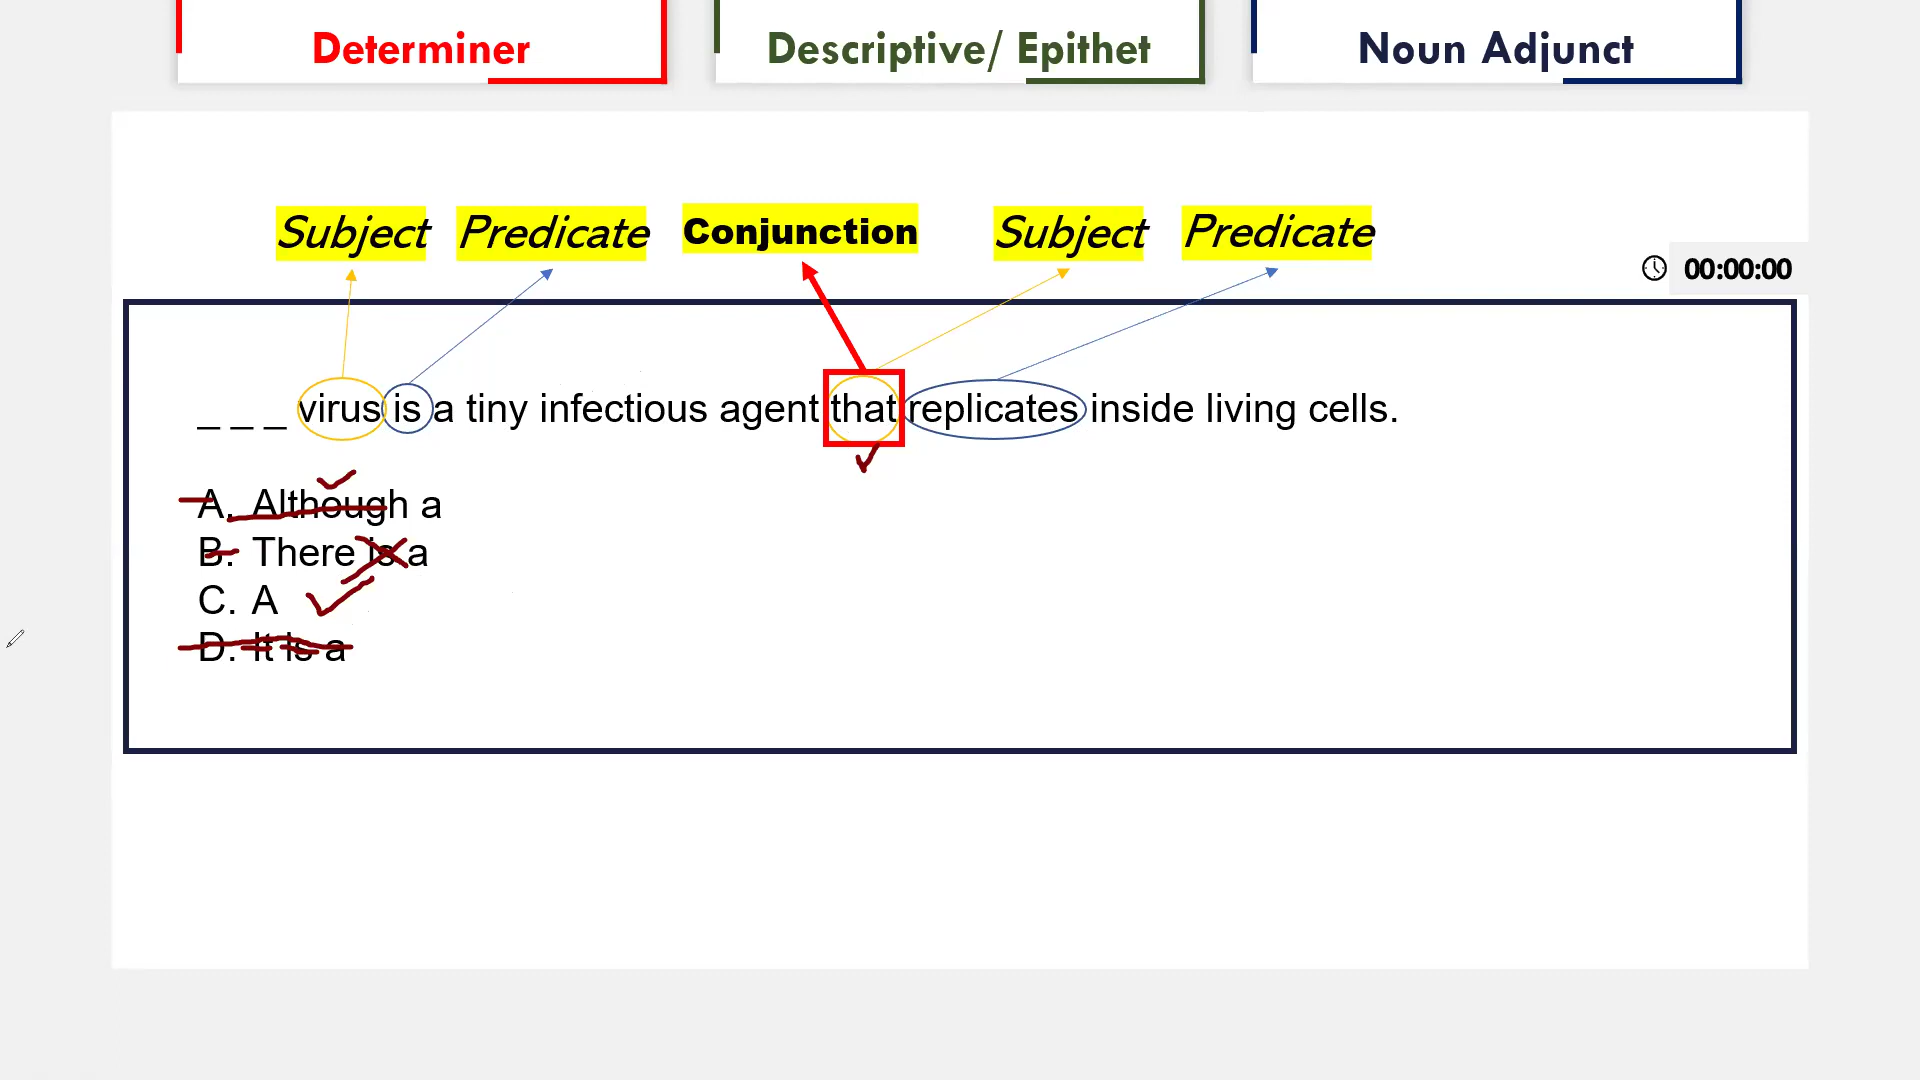 Determiner Descriptive/ Epithet Noun Adjunct
Subject Predicate Conjunction Subject Predicate
00:00:00
_ _ _ virus is a tiny infectious agent that replicates inside living cells.
A. Although a
B. There is a
C. A
D. It is a